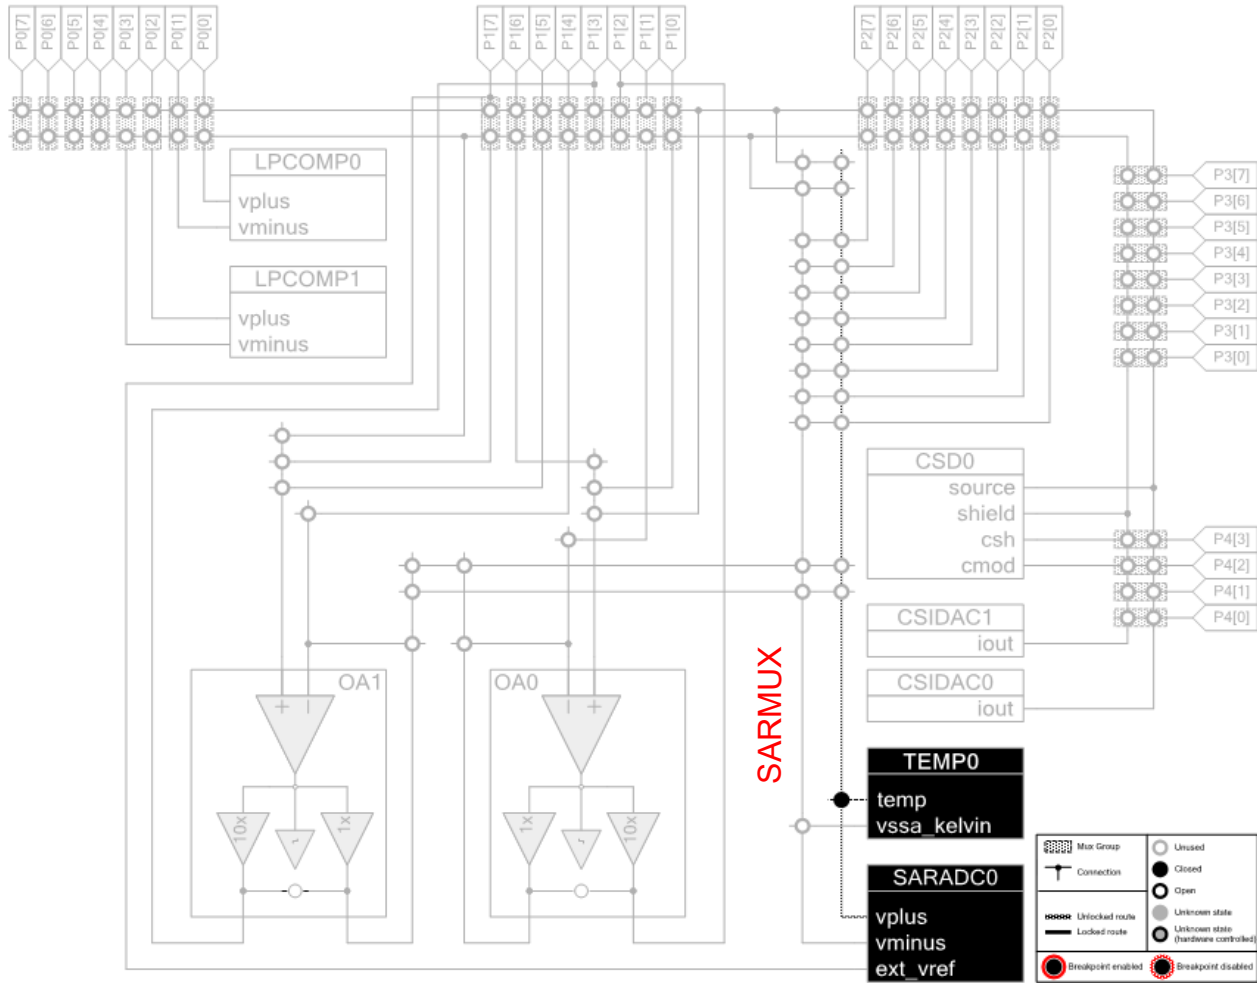 P0[7] P0[6] P0[5] P0[4] P0[3] P0[2] P0[1] P0[0]
P1[7] P1[6] P1[5] P1[4] P1[3] P1[2] P1[1] P1[0]
P2[7] P2[6] P2[5] P2[4] P2[3] P2[2] P2[1] P2[0]
LPCOMP0
vplus
vminus
LPCOMP1
vplus
vminus
P3[7]
P3[6]
P3[5]
P3[4]
P3[3]
P3[2]
P3[1]
P3[0]
CSD0
source
shield
csh
cmod
P4[3]
P4[2]
P4[1]
P4[0]
CSIDAC1
iout
CSIDAC0
iout
OA1
+ −
10x
1x
OA0
− +
1x
10x
SARMUX
TEMP0
temp
vssa_kelvin
SARADC0
vplus
vminus
ext_vref
Mux Group
Connection
Unlocked route
Locked route
Unused
Closed
Open
Unknown state
Unknown state
(hardware controlled)
Breakpoint enabled
Breakpoint disabled